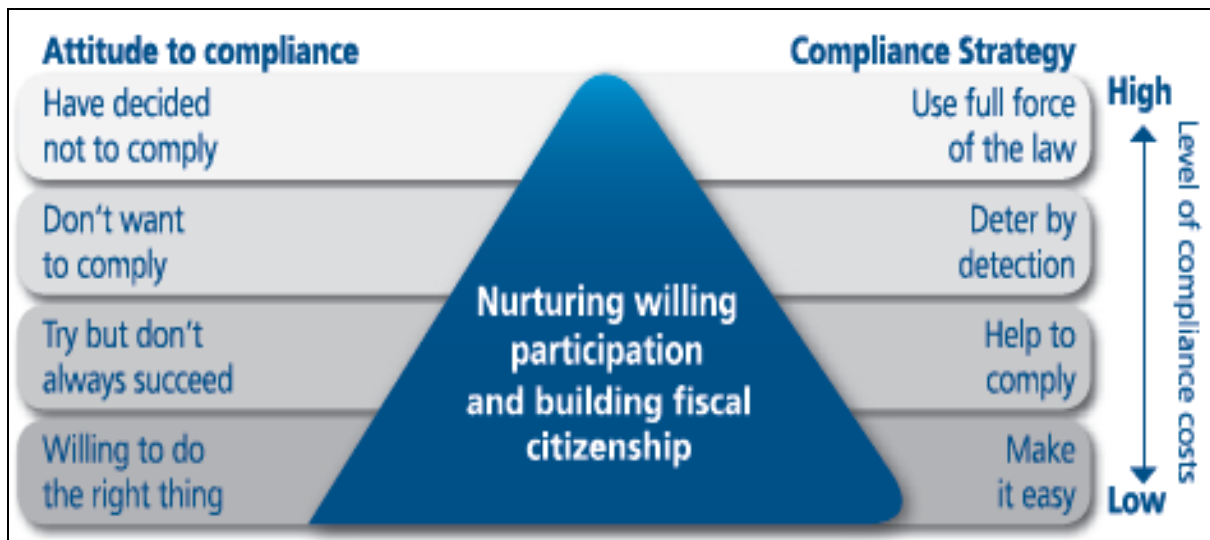 Attitude to compliance
Compliance Strategy
Have decided
not to comply
Use full force
of the law
High
Don't want
to comply
Deter by
detection
Try but don't
always succeed
Help to
comply
Willing to do
the right thing
Make
it easy
Low
Level of compliance costs
Nurturing willing
participation
and building fiscal
citizenship